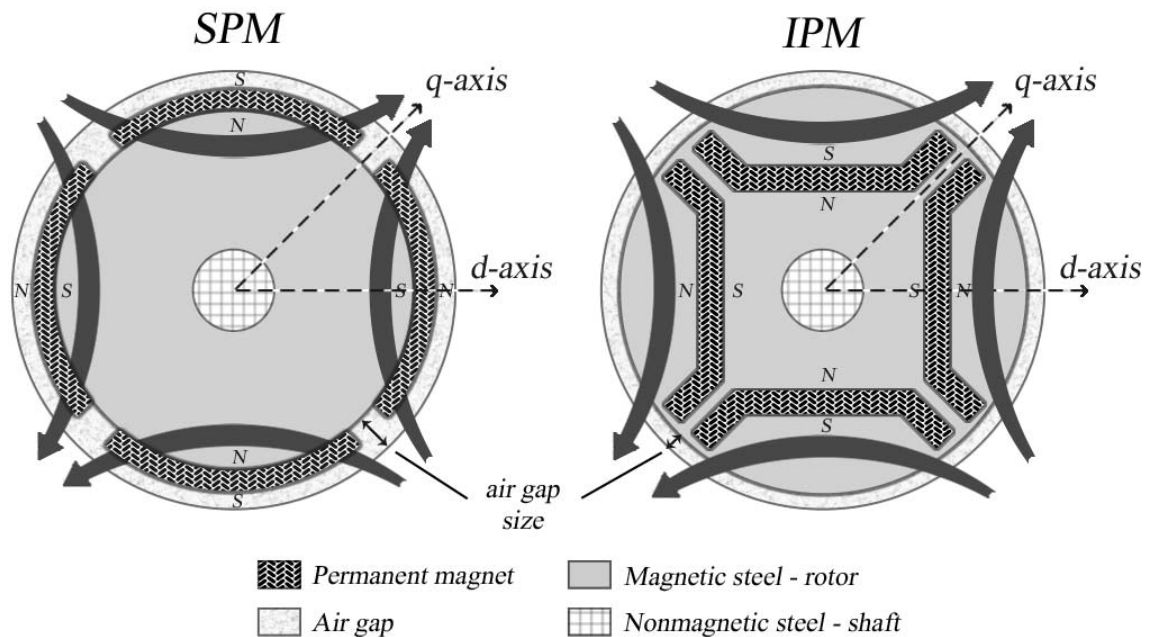 SPM
IPM
S
N
q-axis
d-axis
N
S
S
N
N
S
S
N
q-axis
d-axis
N
S
S
N
N
S
air gap
size
Permanent magnet
Magnetic steel - rotor
Air gap
Nonmagnetic steel - shaft